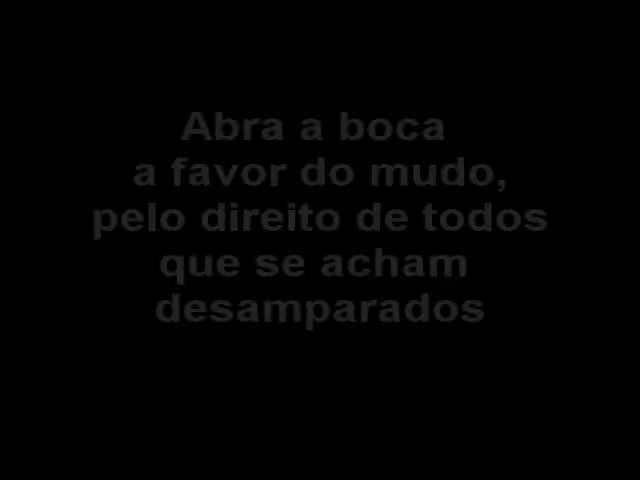 Abra a boca
a favor do mudo,
pelo direito de todos
que se acham
desamparados